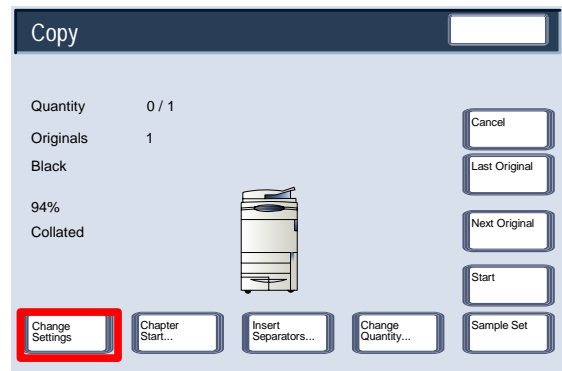 Copy
Quantity 0 / 1
Originals 1
Black
94%
Collated
Cancel
Last Original
Next Original
Start
Change
Settings
Chapter
Start...
Insert
Separators...
Change
Quantity...
Sample Set